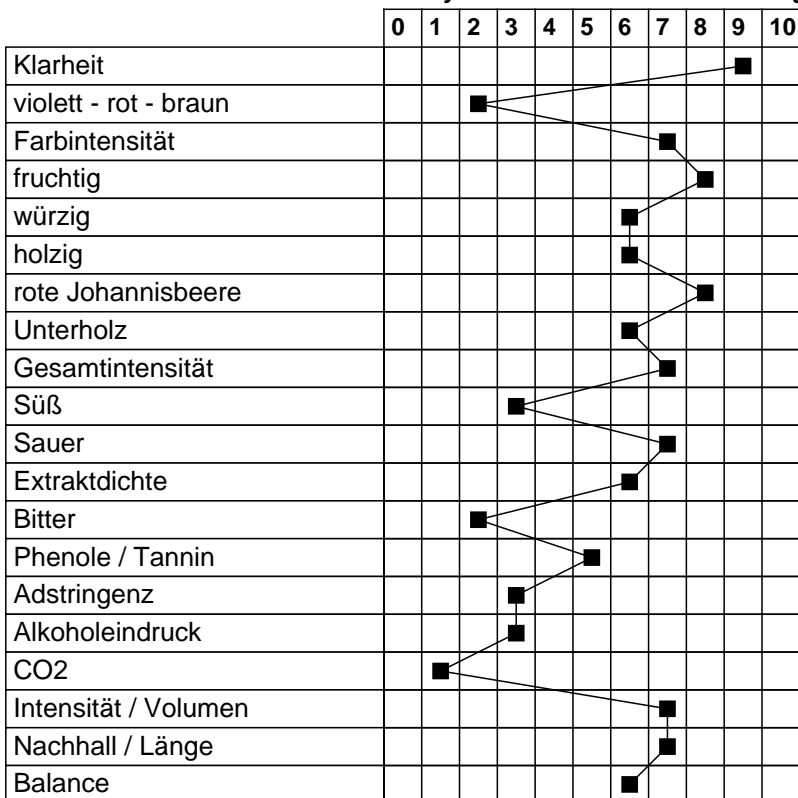 0 1 2 3 4 5 6 7 8 9 10
Klarheit
violett - rot - braun
Farbintensität
fruchtig
würzig
holzig
rote Johannisbeere
Unterholz
Gesamtintensität
Süß
Sauer
Extraktdichte
Bitter
Phenole / Tannin
Adstringenz
Alkoholeindruck
CO2
Intensität / Volumen
Nachhall / Länge
Balance